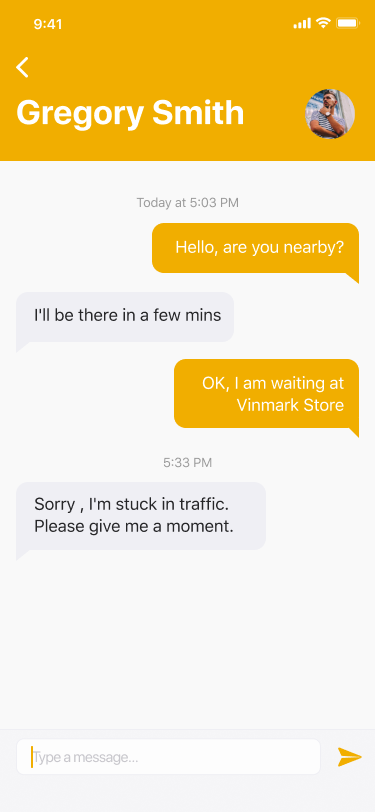 9:41
Gregory Smith
Today at 5:03 PM
Hello, are you nearby?
I'll be there in a few mins
OK, I am waiting at
Vinmark Store
5:33 PM
Sorry , I'm stuck in traffic.
Please give me a moment.
Type a message...